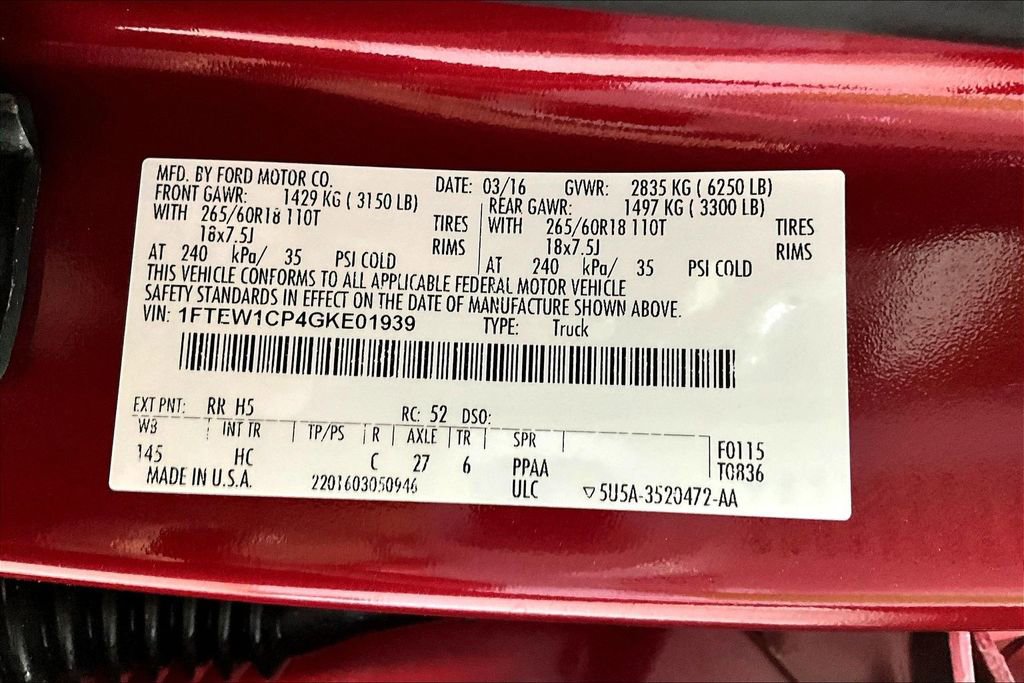 MFD. BY FORD MOTOR CO. DATE: 03/16 GVWR: 2835 KG ( 6250 LB)
FRONT GAWR: 1429 KG ( 3150 LB) REAR GAWR: 1497 KG ( 3300 LB)
WITH 265/60R18 110T TIRES WITH 265/60R18 110T TIRES
18x7.5J RIMS 18x7.5J RIMS
AT 240 kPa/ 35 PSI COLD AT 240 kPa/ 35 PSI COLD
THIS VEHICLE CONFORMS TO ALL APPLICABLE FEDERAL MOTOR VEHICLE
SAFETY STANDARDS IN EFFECT ON THE DATE OF MANUFACTURE SHOWN ABOVE.
VIN: 1FTEW1CP4GKE01939 TYPE: Truck
EXT PNT: RR H5 RC: 52 DSO:
WB INT TR TP/PS R AXLE TR SPR F0115
145 HC C 27 6 PPAA T0836
MADE IN U.S.A. 2201603050946 ULC ▽5U5A-3520472-AA